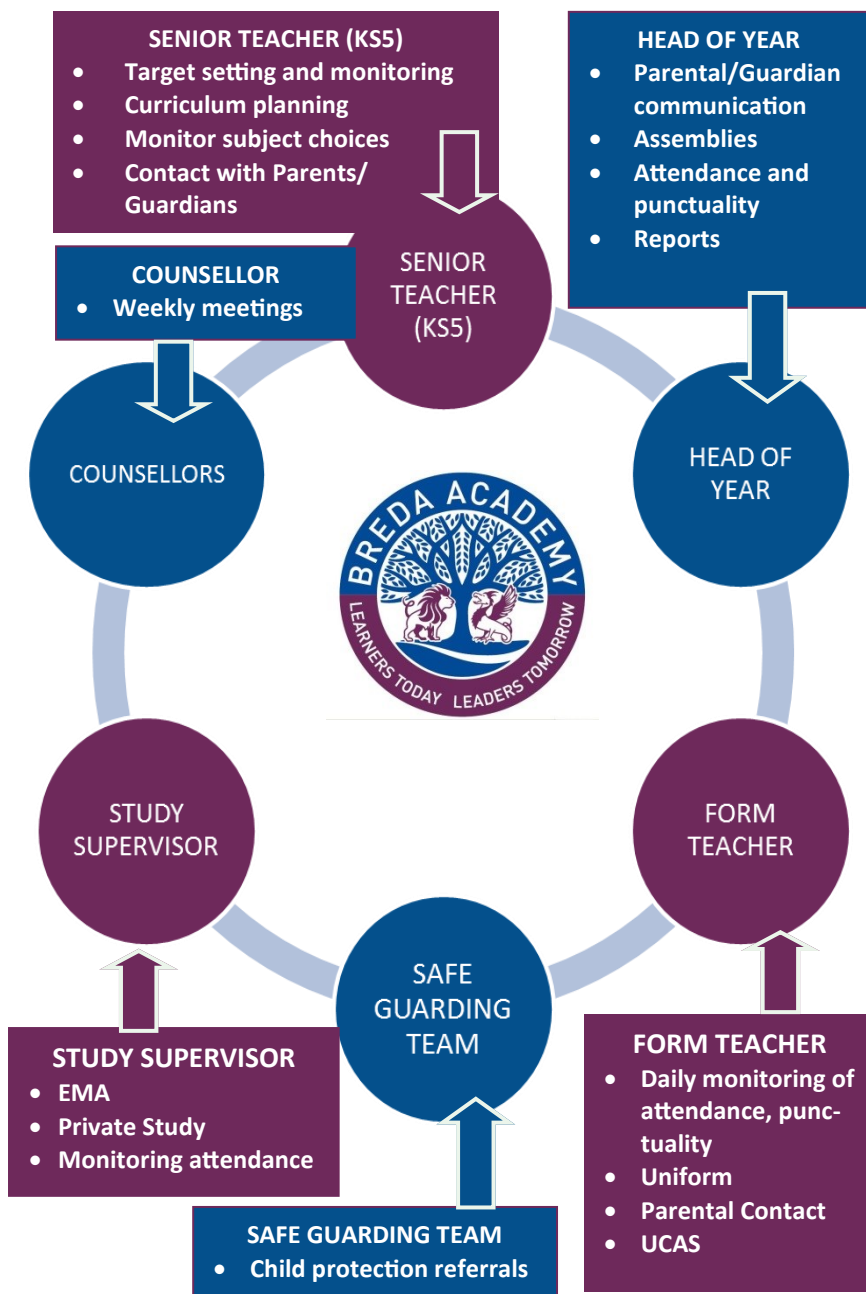 SENIOR TEACHER (KS5)
• Target setting and monitoring
• Curriculum planning
• Monitor subject choices
• Contact with Parents/
Guardians
HEAD OF YEAR
• Parental/Guardian
communication
• Assemblies
• Attendance and
punctuality
• Reports
COUNSELLOR
• Weekly meetings
SENIOR
TEACHER
(KS5)
COUNSELLORS
HEAD OF
YEAR
BREDA ACADEMY
LEARNERS TODAY LEADERS TOMORROW
STUDY
SUPERVISOR
FORM
TEACHER
SAFE
GUARDING
TEAM
STUDY SUPERVISOR
• EMA
• Private Study
• Monitoring attendance
FORM TEACHER
• Daily monitoring of
attendance, punc-
tuality
• Uniform
• Parental Contact
• UCAS
SAFE GUARDING TEAM
• Child protection referrals